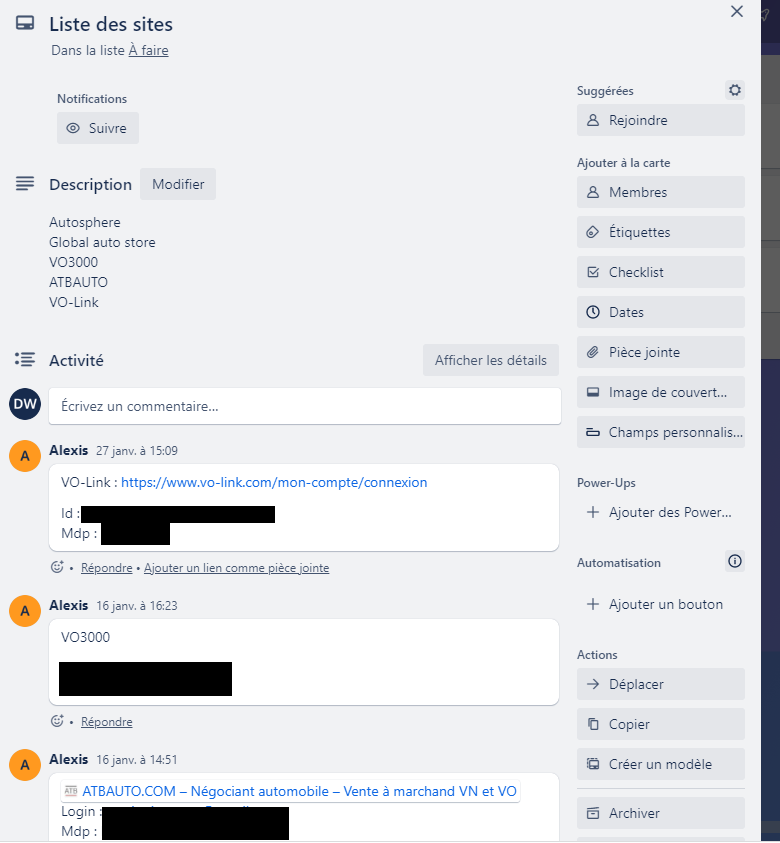 Liste des sites
Dans la liste À faire
Notifications
Suivre
Description
Modifier
Autosphere
Global auto store
VO3000
ATBAUTO
VO-Link
Activité
Afficher les détails
DW
Écrivez un commentaire…
A
Alexis 27 janv. à 15:09
VO-Link : https://www.vo-link.com/mon-compte/connexion
Id :
Mdp :
• Répondre • Ajouter un lien comme pièce jointe
A
Alexis 16 janv. à 16:23
VO3000
• Répondre
A
Alexis 16 janv. à 14:51
ATB ATBAUTO.COM – Négociant automobile – Vente à marchand VN et VO
Login :
Mdp :
Suggérées
Rejoindre
Ajouter à la carte
Membres
Étiquettes
Checklist
Dates
Pièce jointe
Image de couvert...
Champs personnalis...
Power-Ups
Ajouter des Power...
Automatisation
Ajouter un bouton
Actions
Déplacer
Copier
Créer un modèle
Archiver